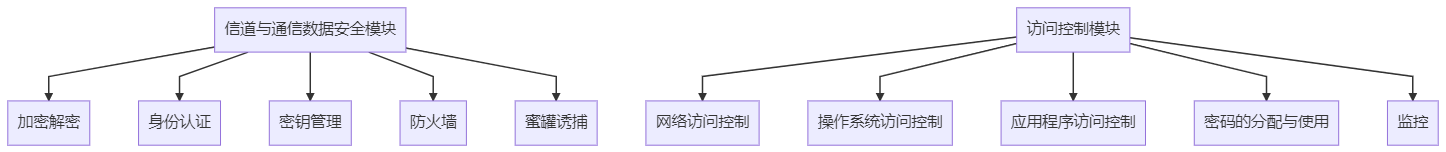 信道与通信数据安全模块
访问控制模块
加密解密
身份认证
密钥管理
防火墙
蜜罐诱捕
网络访问控制
操作系统访问控制
应用程序访问控制
密码的分配与使用
监控